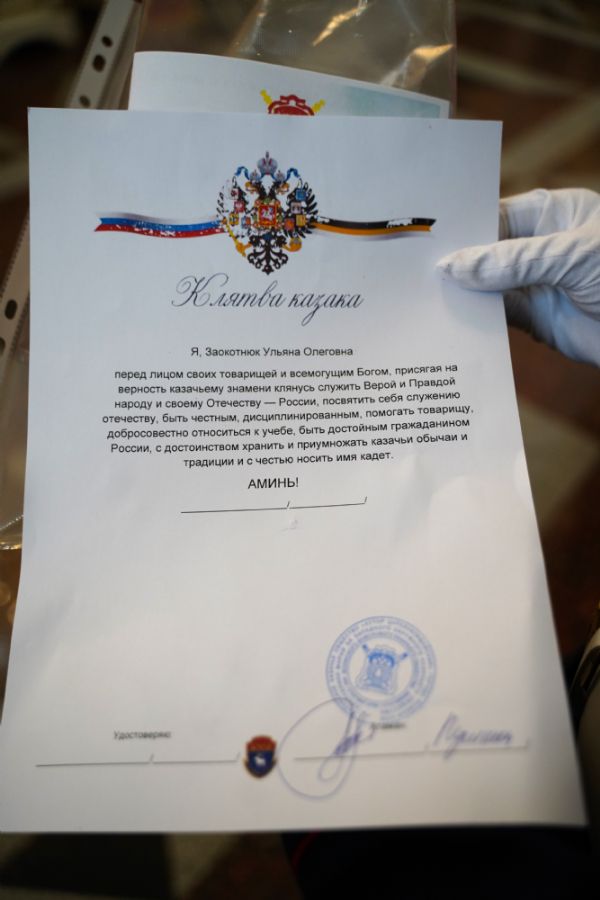 Клятва казака
Я, Заокотнюк Ульяна Олеговна
перед лицом своих товарищей и всемогущим Богом, присягая на
верность казачьему знамени клянусь служить Верой и Правдой
народу и своему Отечеству — России, посвятить себя служению
отечеству, быть честным, дисциплинированным, помогать товарищу,
добросовестно относиться к учебе, быть достойным гражаданином
России, с достоинством хранить и приумножать казачьи обычаи и
традиции и с честью носить имя кадет.
АМИНЬ!
Удостоверяю